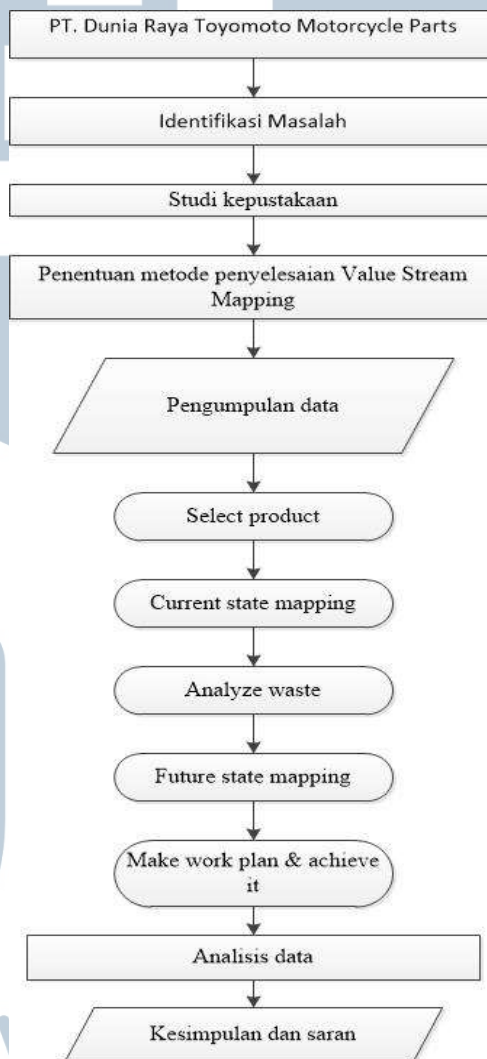 PT. Dunia Raya Toyomoto Motorcycle Parts
Identifikasi Masalah
Studi kepustakaan
Penentuan metode penyelesaian Value Stream
Mapping
Pengumpulan data
Select product
Current state mapping
Analyze waste
Future state mapping
Make work plan & achieve
it
Analisis data
Kesimpulan dan saran